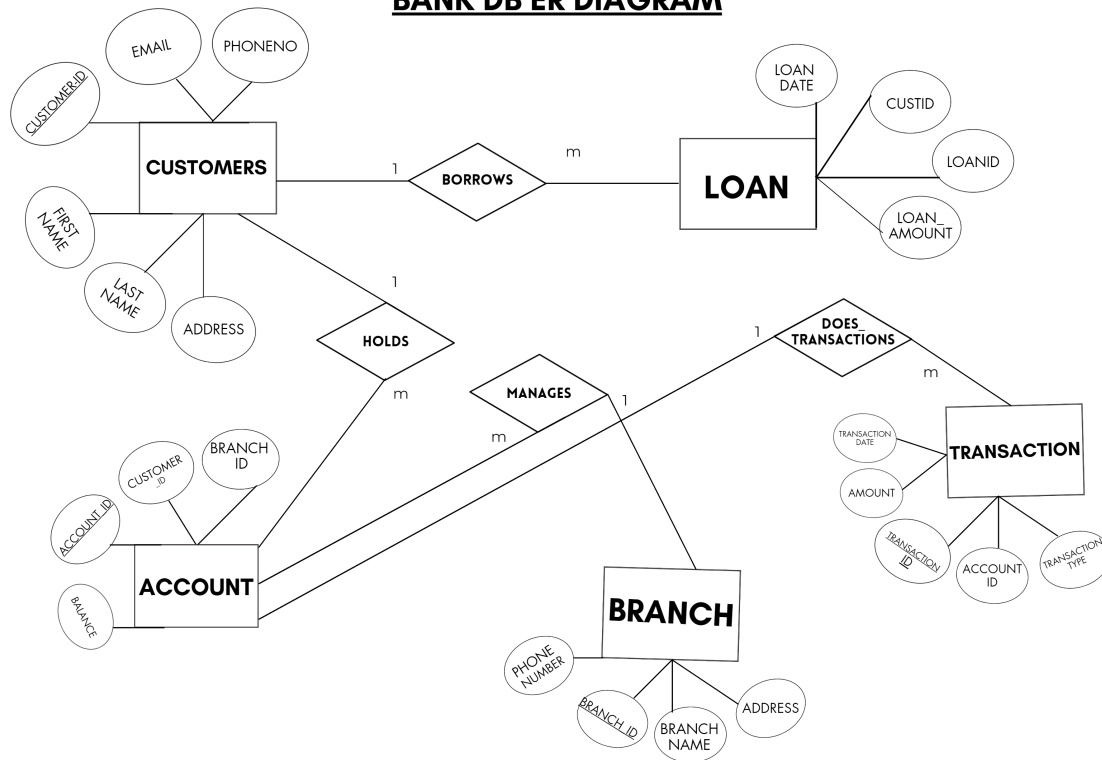 BANK DB ER DIAGRAM
EMAIL
PHONENO
CUSTOMER-ID
CUSTOMERS
FIRST
NAME
LAST
NAME
ADDRESS
1
BORROWS
m
LOAN
LOAN
DATE
CUSTID
LOANID
LOAN_
AMOUNT
1
HOLDS
m
MANAGES
1
m
1
DOES_
TRANSACTIONS
m
TRANSACTION
TRANSACTION
DATE
AMOUNT
TRANSACTION
ID
ACCOUNT
ID
TRANSACTION
TYPE
CUSTOMER
_ID
BRANCH
ID
ACCOUNT_ID
ACCOUNT
BALANCE
BRANCH
PHONE
NUMBER
BRANCH_ID
BRANCH
NAME
ADDRESS